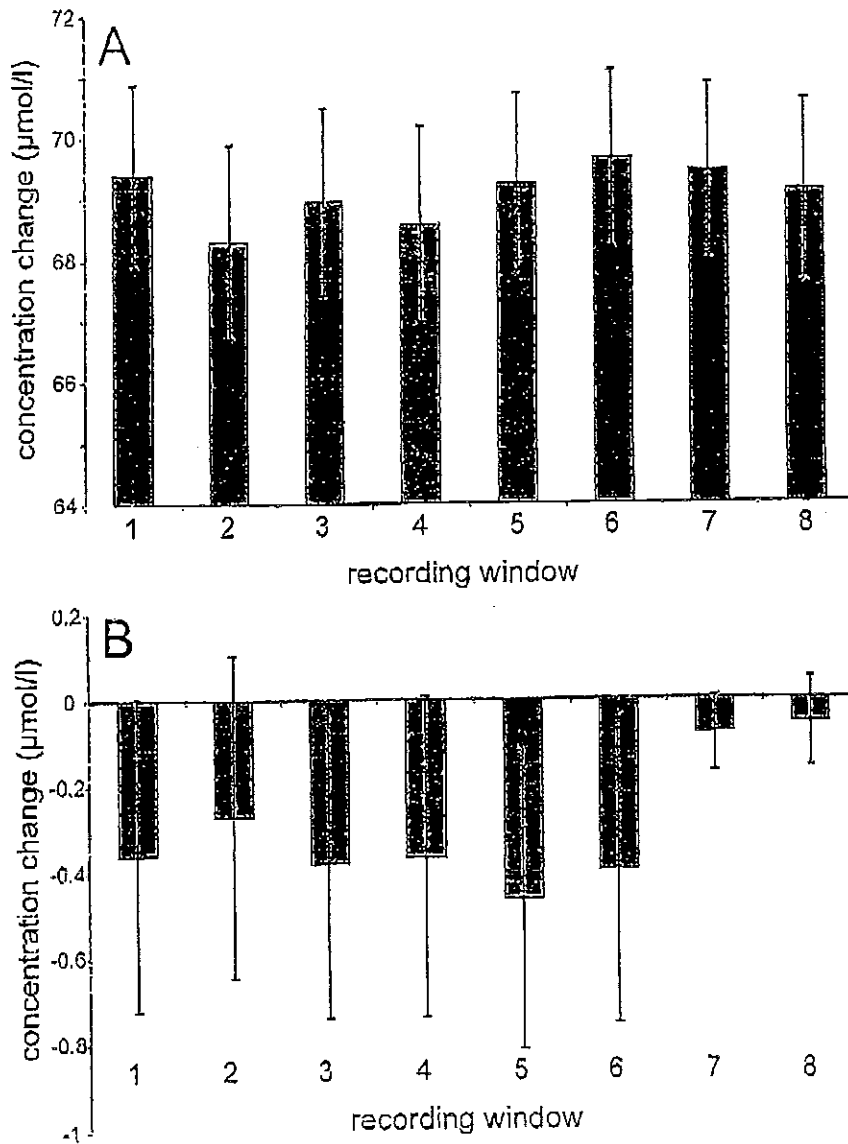 A
concentration change (µmol/l)
72
70
68
66
64
1 2 3 4 5 6 7 8
recording window
B
concentration change (µmol/l)
0,2
0
-0.2
-0.4
-0.6
-0.8
-1
1 2 3 4 5 6 7 8
recording window